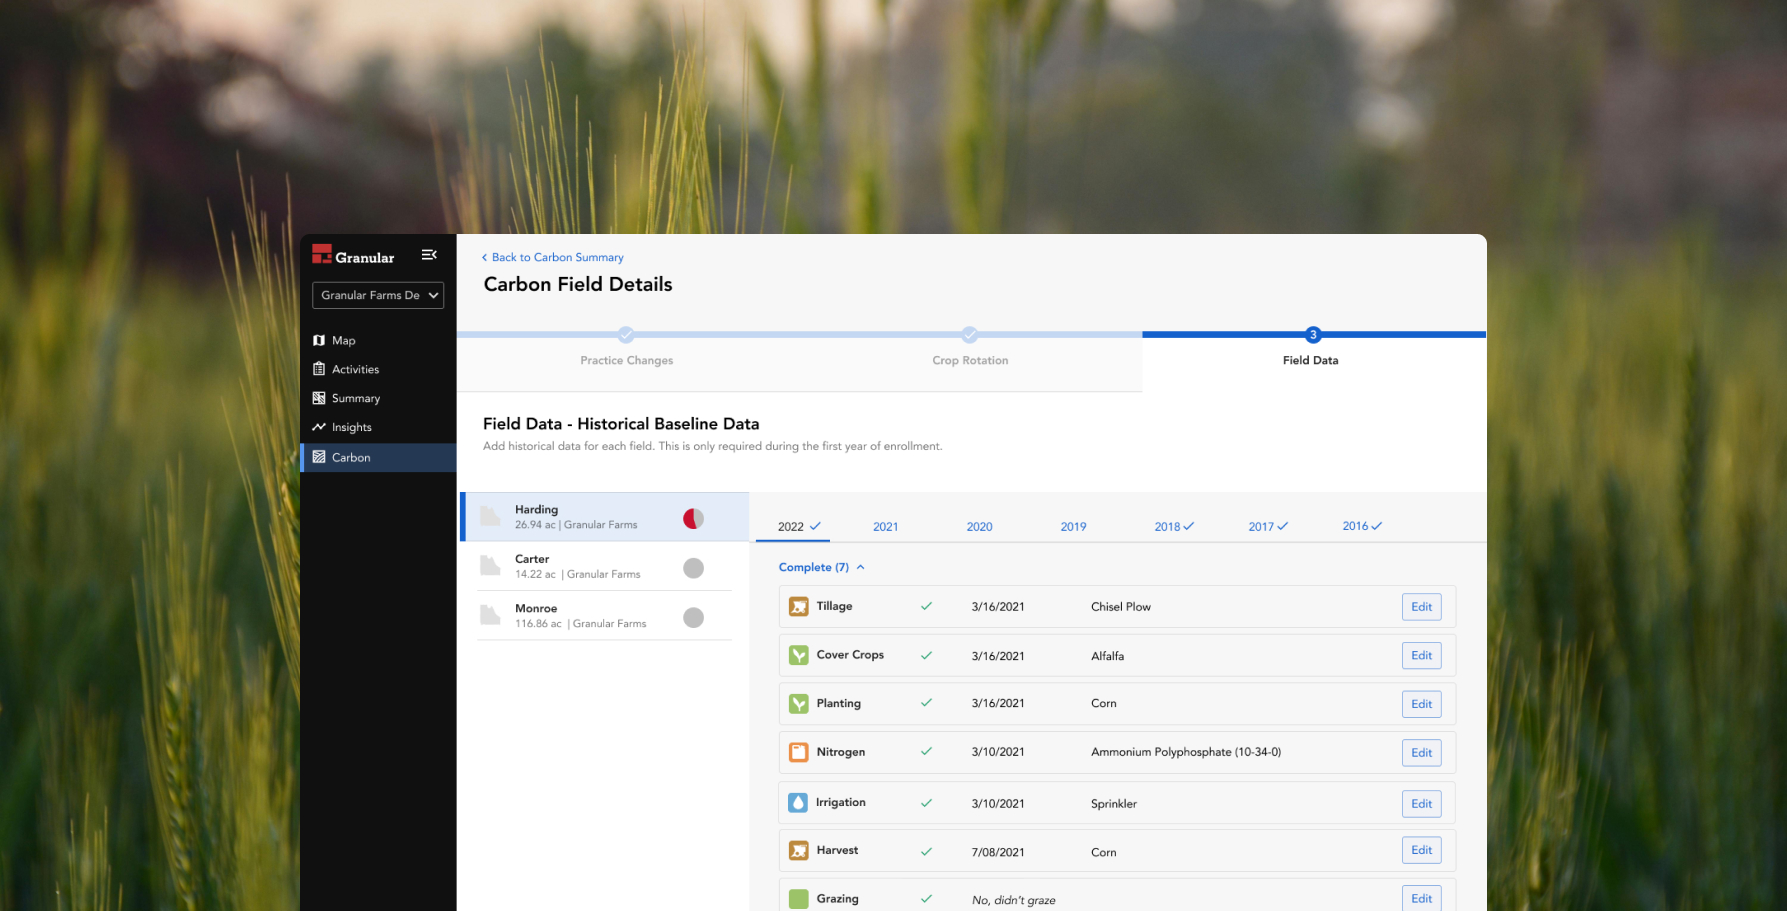 Granular
Granular Farms De
Map
Activities
Summary
Insights
Carbon
Back to Carbon Summary
Carbon Field Details
3
Practice Changes
Crop Rotation
Field Data
Field Data - Historical Baseline Data
Add historical data for each field. This is only required during the first year of enrollment.
Harding
26.94 ac | Granular Farms
Carter
14.22 ac | Granular Farms
Monroe
116.86 ac | Granular Farms
2022 2021 2020 2019 2018 2017 2016
Complete (7)
Tillage 3/16/2021 Chisel Plow Edit
Cover Crops 3/16/2021 Alfalfa Edit
Planting 3/16/2021 Corn Edit
Nitrogen 3/10/2021 Ammonium Polyphosphate (10-34-0) Edit
Irrigation 3/10/2021 Sprinkler Edit
Harvest 7/08/2021 Corn Edit
Grazing No, didn't graze Edit